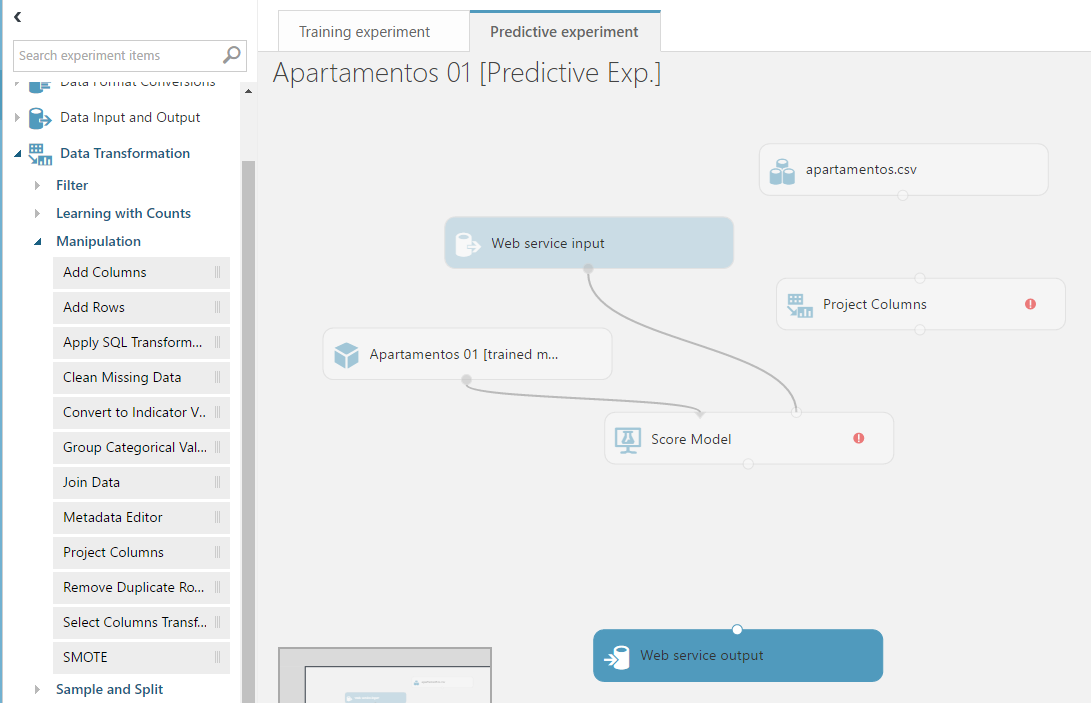 Search experiment items
Data Format Conversions
Data Input and Output
Data Transformation
Filter
Learning with Counts
Manipulation
Add Columns
Add Rows
Apply SQL Transform...
Clean Missing Data
Convert to Indicator V..
Group Categorical Val...
Join Data
Metadata Editor
Project Columns
Remove Duplicate Ro...
Select Columns Transf...
SMOTE
Sample and Split
Training experiment
Predictive experiment
Apartamentos 01 [Predictive Exp.]
apartamentos.csv
Web service input
Project Columns
Apartamentos 01 [trained m...
Score Model
Web service output